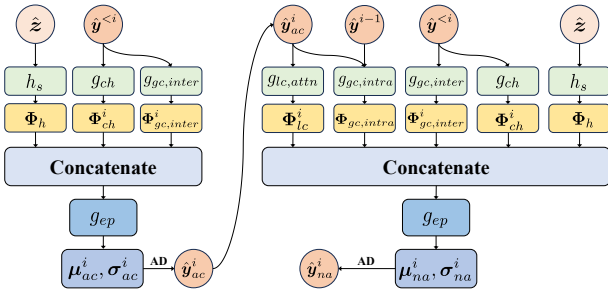 ẑ ŷ^{<i} ŷ^i_{ac} ŷ^{i−1} ŷ^{<i} ẑ
h_s g_{ch} g_{gc,inter} g_{lc,attn} g_{gc,intra} g_{gc,inter} g_{ch} h_s
Φ_h Φ^i_{ch} Φ^i_{gc,inter} Φ^i_{lc} Φ_{gc,intra} Φ^i_{gc,inter} Φ^i_{ch} Φ_h
Concatenate Concatenate
g_{ep} g_{ep}
μ^i_{ac}, σ^i_{ac} AD ŷ^i_{ac} ŷ^i_{na} AD μ^i_{na}, σ^i_{na}